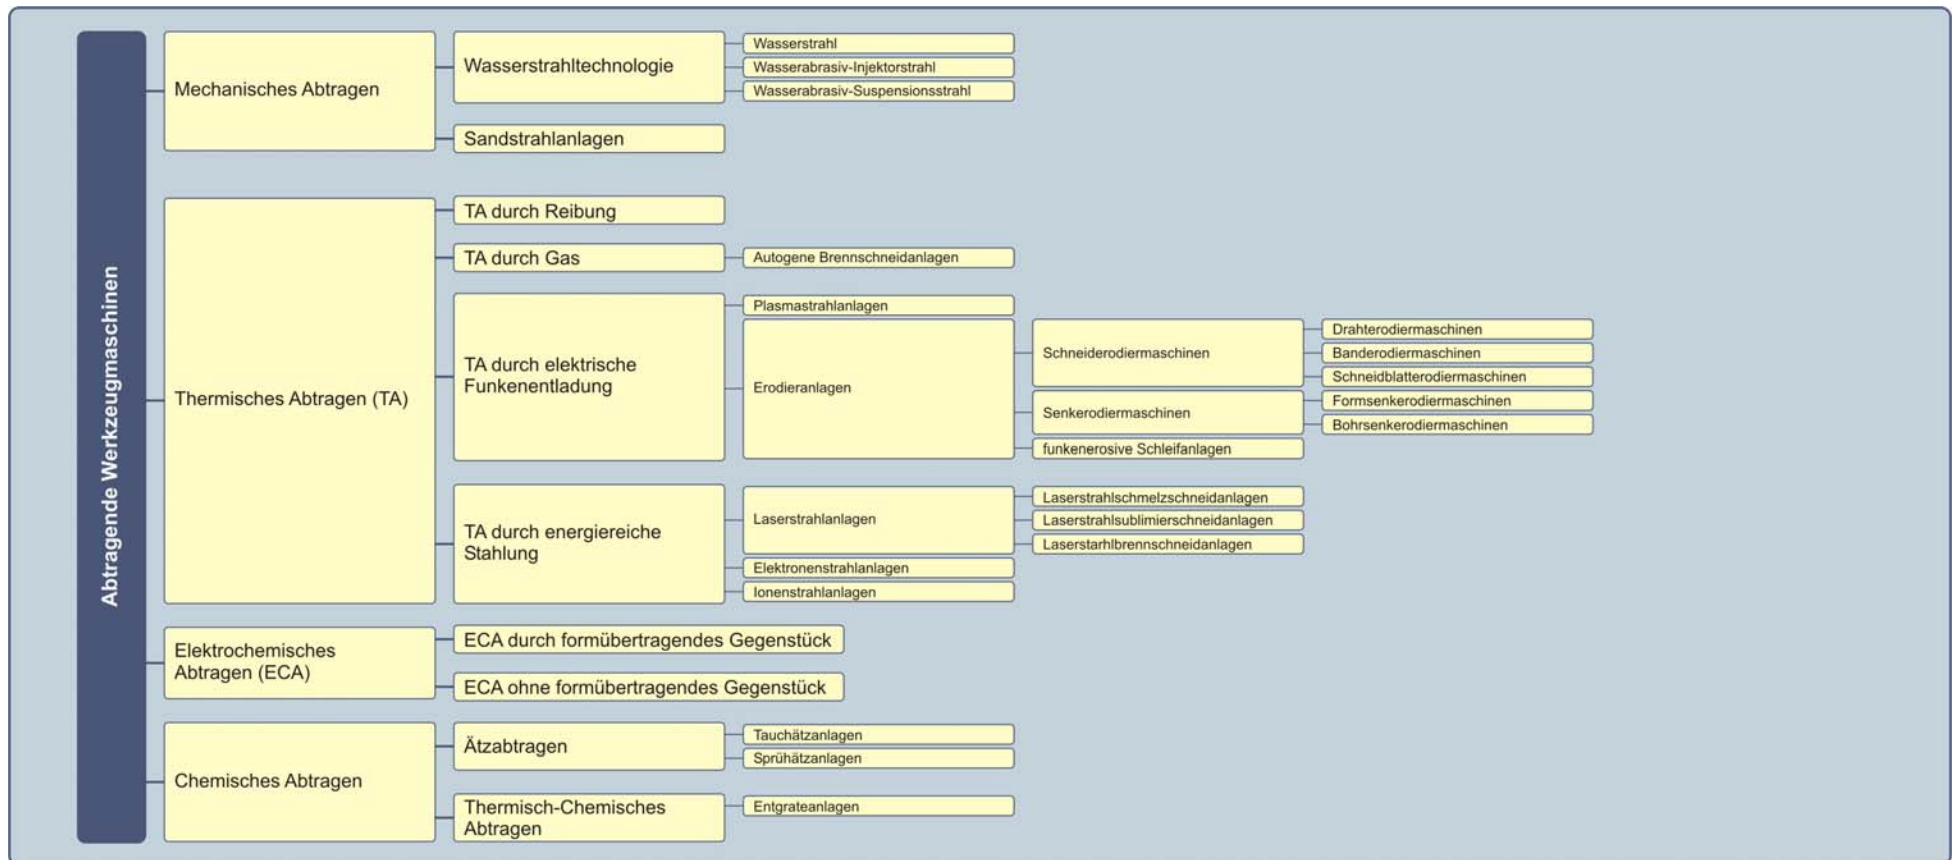 Abtragende Werkzeugmaschinen
Mechanisches Abtragen
Wasserstrahltechnologie
Wasserstrahl
Wasserabrasiv-Injektorstrahl
Wasserabrasiv-Suspensionsstrahl
Sandstrahlanlagen
Thermisches Abtragen (TA)
TA durch Reibung
TA durch Gas
Autogene Brennschneidanlagen
TA durch elektrische
Funkenentladung
Plasmastrahlanlagen
Erodieranlagen
Schneiderodiermaschinen
Drahterodiermaschinen
Banderodiermaschinen
Schneidblatterodiermaschinen
Senkerodiermaschinen
Formsenkerodiermaschinen
Bohrsenkerodiermaschinen
funkenerosive Schleifanlagen
TA durch energiereiche
Stahlung
Laserstrahlanlagen
Laserstrahlschmelzschneidanlagen
Laserstrahlsublimierschneidanlagen
Laserstarhlbrennschneidanlagen
Elektronenstrahlanlagen
Ionenstrahlanlagen
Elektrochemisches
Abtragen (ECA)
ECA durch formübertragendes Gegenstück
ECA ohne formübertragendes Gegenstück
Chemisches Abtragen
Ätzabtragen
Tauchätzanlagen
Sprühätzanlagen
Thermisch-Chemisches
Abtragen
Entgrateanlagen